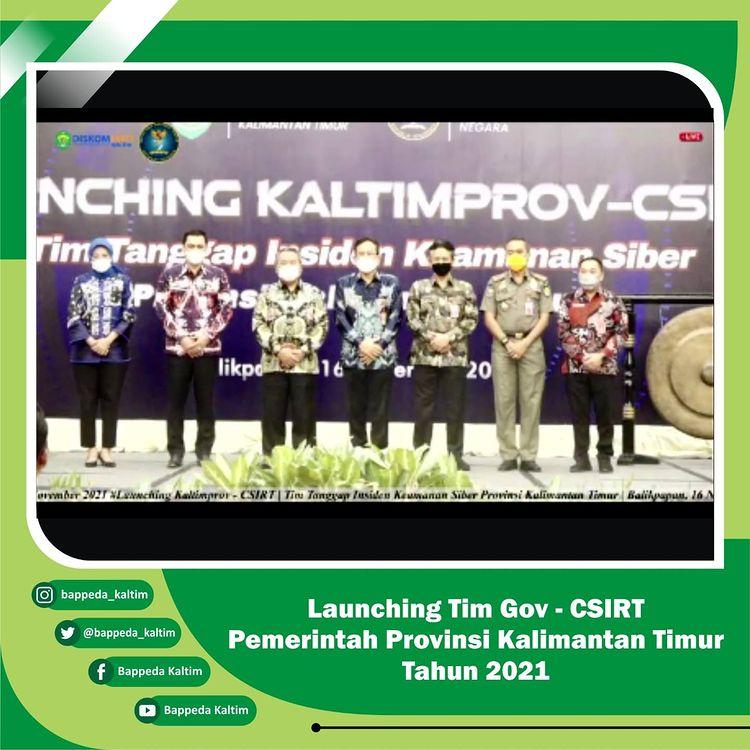 DISKOMINFO
KALIMANTAN TIMUR
NEGARA
LIVE
NCHING KALTIMPROV-CSI
Tim Tanggap Insiden Keamanan Siber
ovember 2021 #Launching Kaltimprov - CSIRT | Tim Tanggap Insiden Keamanan Siber Provinsi Kalimantan Timur | Balikpapan, 16 N
bappeda_kaltim
@bappeda_kaltim
Bappeda Kaltim
Bappeda Kaltim
Launching Tim Gov - CSIRT
Pemerintah Provinsi Kalimantan Timur
Tahun 2021